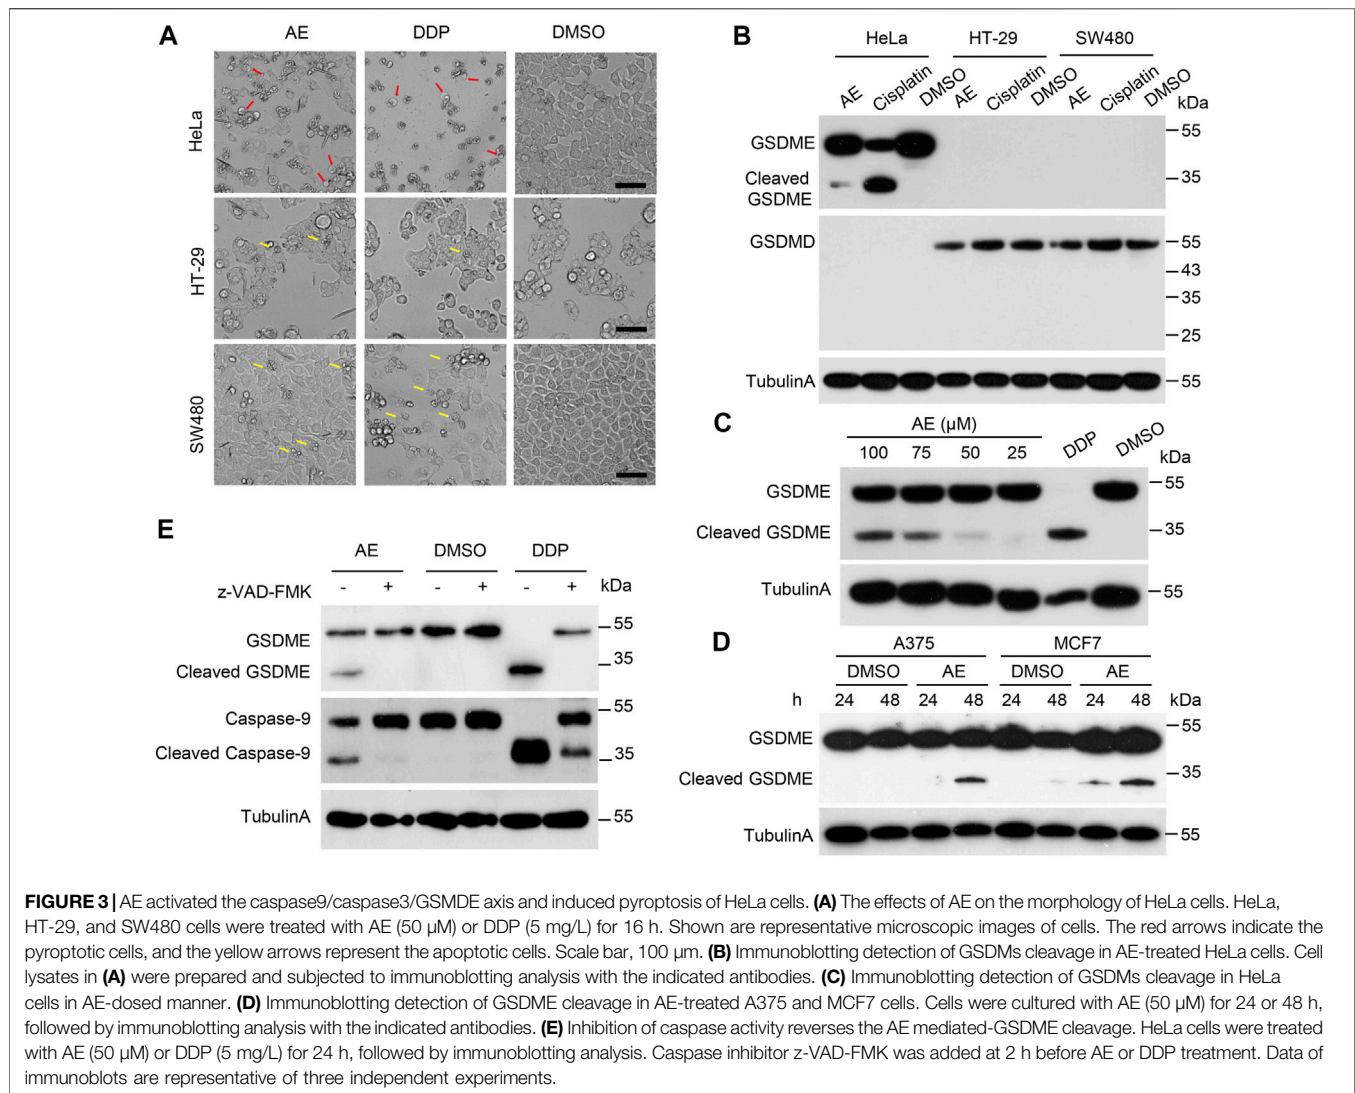 A
AE
DDP
DMSO
HeLa
HT-29
SW480
B
HeLa
HT-29
SW480
AE
Cisplatin
DMSO
AE
Cisplatin
DMSO
AE
Cisplatin
DMSO
kDa
GSDME
55
Cleaved
GSDME
35
GSDMD
55
43
35
25
TubulinA
55
C
AE (µM)
100 75 50 25 DDP DMSO
kDa
GSDME
55
Cleaved GSDME
35
TubulinA
55
E
AE DMSO DDP
z-VAD-FMK - + - + - + kDa
GSDME
55
Cleaved GSDME
35
Caspase-9
55
Cleaved Caspase-9
35
TubulinA
55
D
A375 MCF7
DMSO AE DMSO AE
h 24 48 24 48 24 48 24 48 kDa
GSDME
55
Cleaved GSDME
35
TubulinA
55
FIGURE 3 | AE activated the caspase9/caspase3/GSMDE axis and induced pyroptosis of HeLa cells. (A) The effects of AE on the morphology of HeLa cells. HeLa,
HT-29, and SW480 cells were treated with AE (50 µM) or DDP (5 mg/L) for 16 h. Shown are representative microscopic images of cells. The red arrows indicate the
pyroptotic cells, and the yellow arrows represent the apoptotic cells. Scale bar, 100 µm. (B) Immunoblotting detection of GSDMs cleavage in AE-treated HeLa cells. Cell
lysates in (A) were prepared and subjected to immunoblotting analysis with the indicated antibodies. (C) Immunoblotting detection of GSDMs cleavage in HeLa
cells in AE-dosed manner. (D) Immunoblotting detection of GSDME cleavage in AE-treated A375 and MCF7 cells. Cells were cultured with AE (50 µM) for 24 or 48 h,
followed by immunoblotting analysis with the indicated antibodies. (E) Inhibition of caspase activity reverses the AE mediated-GSDME cleavage. HeLa cells were treated
with AE (50 µM) or DDP (5 mg/L) for 24 h, followed by immunoblotting analysis. Caspase inhibitor z-VAD-FMK was added at 2 h before AE or DDP treatment. Data of
immunoblots are representative of three independent experiments.